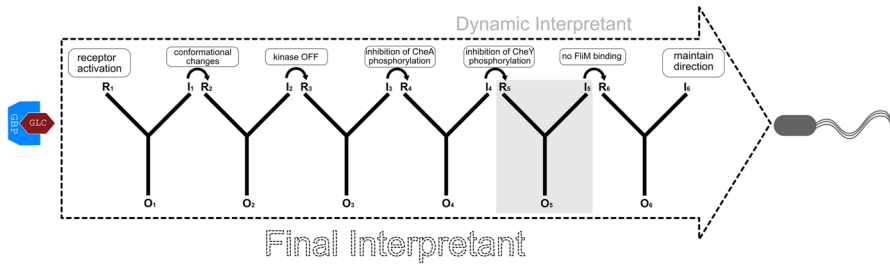 Dynamic Interpretant
receptor
activation
conformational
changes
kinase OFF
inhibition of CheA
phosphorylation
inhibition of CheY
phosphorylation
no FliM binding
maintain
direction
R1 I1 R2 I2 R3 I3 R4 I4 R5 I5 R6 I6
GBP
GLC
O1 O2 O3 O4 O5 O6
Final Interpretant